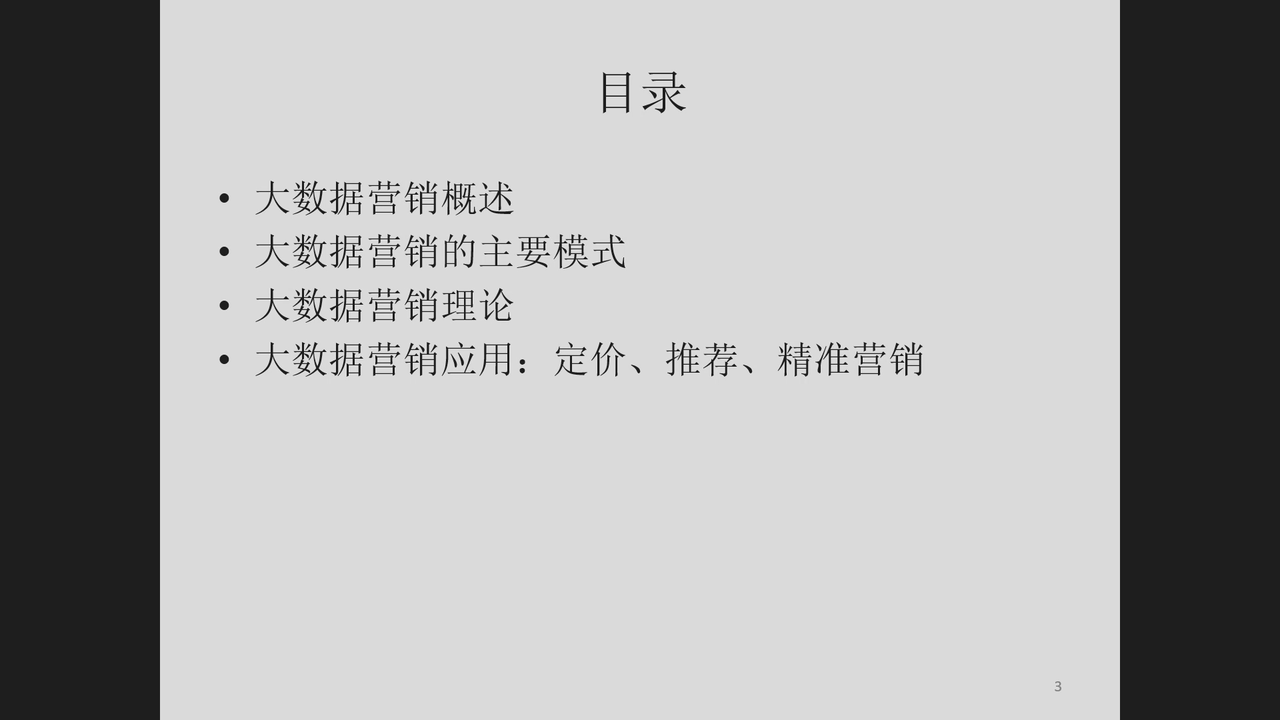 目录
• 大数据营销概述
• 大数据营销的主要模式
• 大数据营销理论
• 大数据营销应用：定价、推荐、精准营销
3